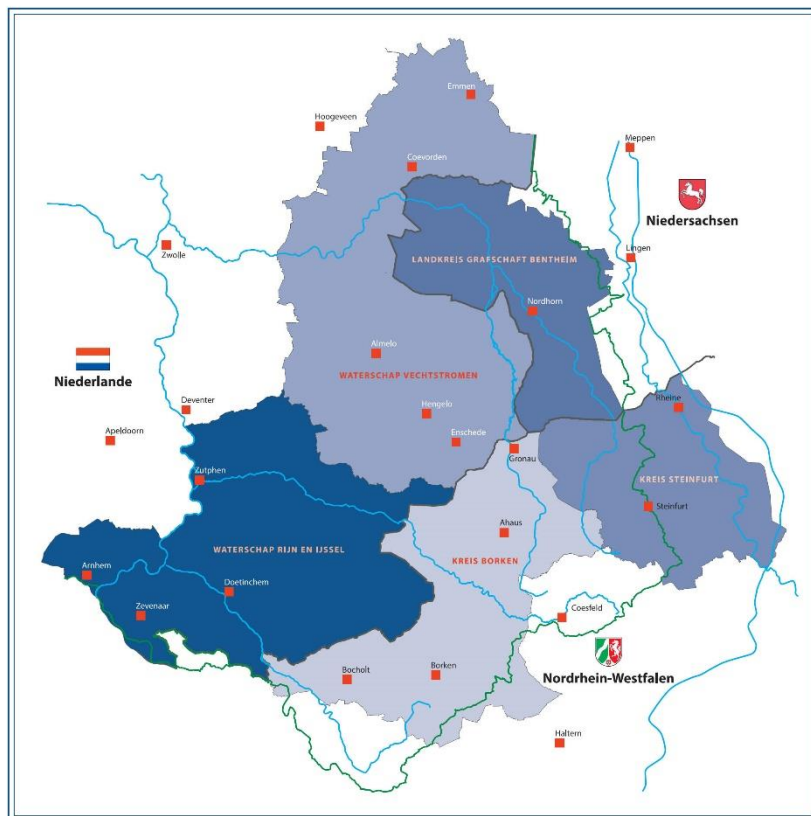 Emmen
Hoogeveen
Meppen
Coevorden
Niedersachsen
Zwolle
Lingen
LANDKREIS GRAFSCHAFT BENTHEIM
Nordhorn
Almelo
Niederlande
WATERSCHAP VECHTSTROMEN
Deventer
Rheine
Hengelo
Apeldoorn
Enschede
Gronau
Zutphen
KREIS STEINFURT
Steinfurt
Ahaus
WATERSCHAP RIJN EN IJSSEL
KREIS BORKEN
Arnhem
Doetinchem
Zevenaar
Coesfeld
Bocholt
Borken
Nordrhein-Westfalen
Haltern